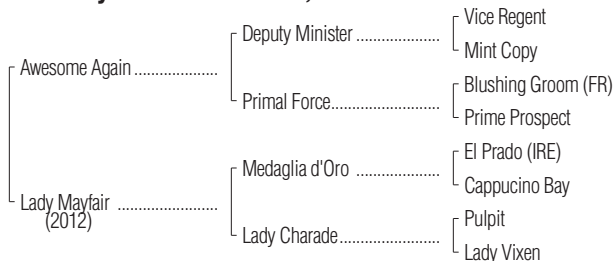 Vice Regent
Deputy Minister ....................
Mint Copy
Awesome Again ....................
Blushing Groom (FR)
Primal Force..........................
Prime Prospect
El Prado (IRE)
Medaglia d'Oro ....................
Cappucino Bay
Lady Mayfair ........................
(2012)
Pulpit
Lady Charade........................
Lady Vixen